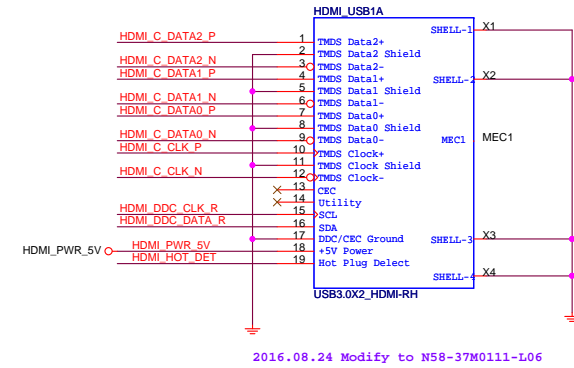 HDMI_USB1A
HDMI_C_DATA2_P 1 TMDS Data2+ SHELL-1 X1
2 TMDS Data2 Shield
HDMI_C_DATA2_N 3 TMDS Data2-
HDMI_C_DATA1_P 4 TMDS Data1+ SHELL-2 X2
5 TMDS Data1 Shield
HDMI_C_DATA1_N 6 TMDS Data1-
HDMI_C_DATA0_P 7 TMDS Data0+
8 TMDS Data0 Shield
HDMI_C_DATA0_N 9 TMDS Data0- MEC1 MEC1
HDMI_C_CLK_P 10 TMDS Clock+
11 TMDS Clock Shield
HDMI_C_CLK_N 12 TMDS Clock-
13 CEC
14 Utility
HDMI_DDC_CLK_R 15 SCL
HDMI_DDC_DATA_R 16 SDA
17 DDC/CEC Ground SHELL-3 X3
HDMI_PWR_5V HDMI_PWR_5V 18 +5V Power
HDMI_HOT_DET 19 Hot Plug Delect
SHELL-4 X4
USB3.0X2_HDMI-RH
2016.08.24 Modify to N58-37M0111-L06